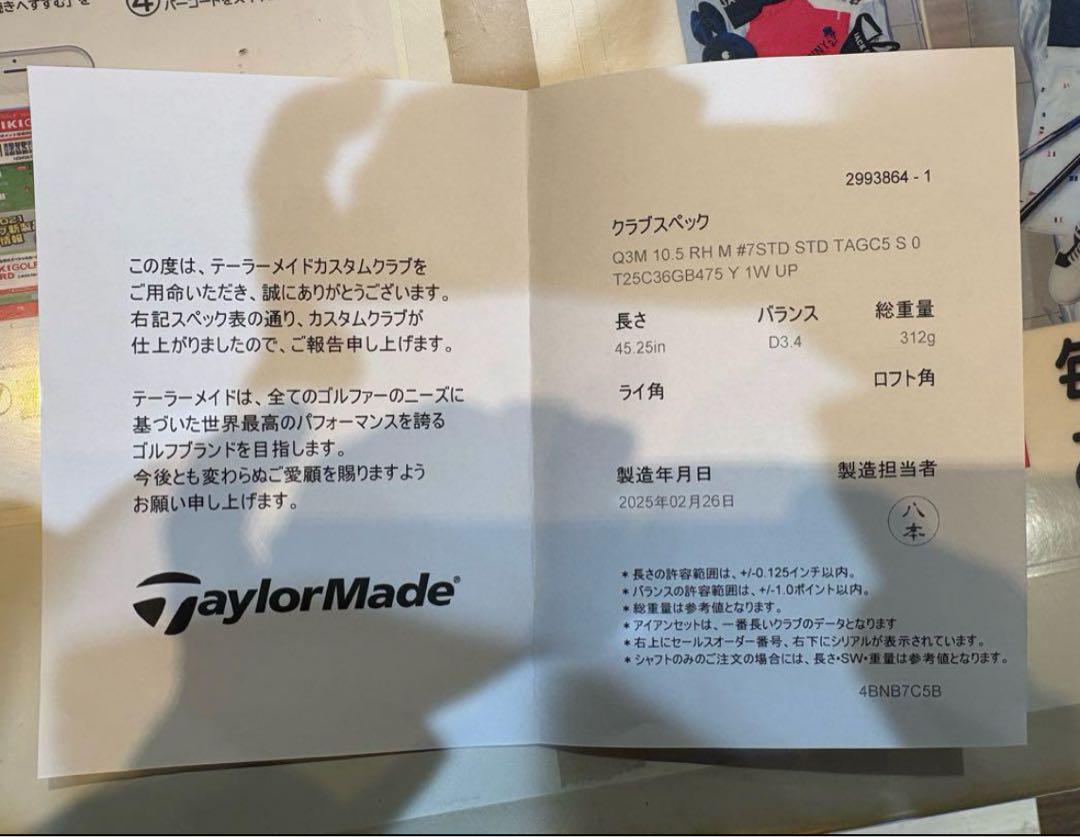 ④バーコードを
この度は、テーラーメイドカスタムクラブを
ご用命いただき、誠にありがとうございます。
右記スペック表の通り、カスタムクラブが
仕上がりましたので、ご報告申し上げます。
テーラーメイドは、全てのゴルファーのニーズに
基づいた世界最高のパフォーマンスを誇る
ゴルフブランドを目指します。
今後とも変わらぬご愛顧を賜りますよう
お願い申し上げます。
TaylorMade®
2993864 - 1
クラブスペック
Q3M 10.5 RH M #7STD STD TAGC5 S 0
T25C36GB475 Y 1W UP
長さ バランス 総重量
45.25in D3.4 312g
ライ角 ロフト角
製造年月日 製造担当者
2025年02月26日 八本
＊長さの許容範囲は、+/-0.125インチ以内。
＊バランスの許容範囲は、+/-1.0ポイント以内。
＊総重量は参考値となります。
＊アイアンセットは、一番長いクラブのデータとなります
＊右上にセールスオーダー番号、右下にシリアルが表示されています。
＊シャフトのみのご注文の場合には、長さ・SW・重量は参考値となります。
4BNB7C5B